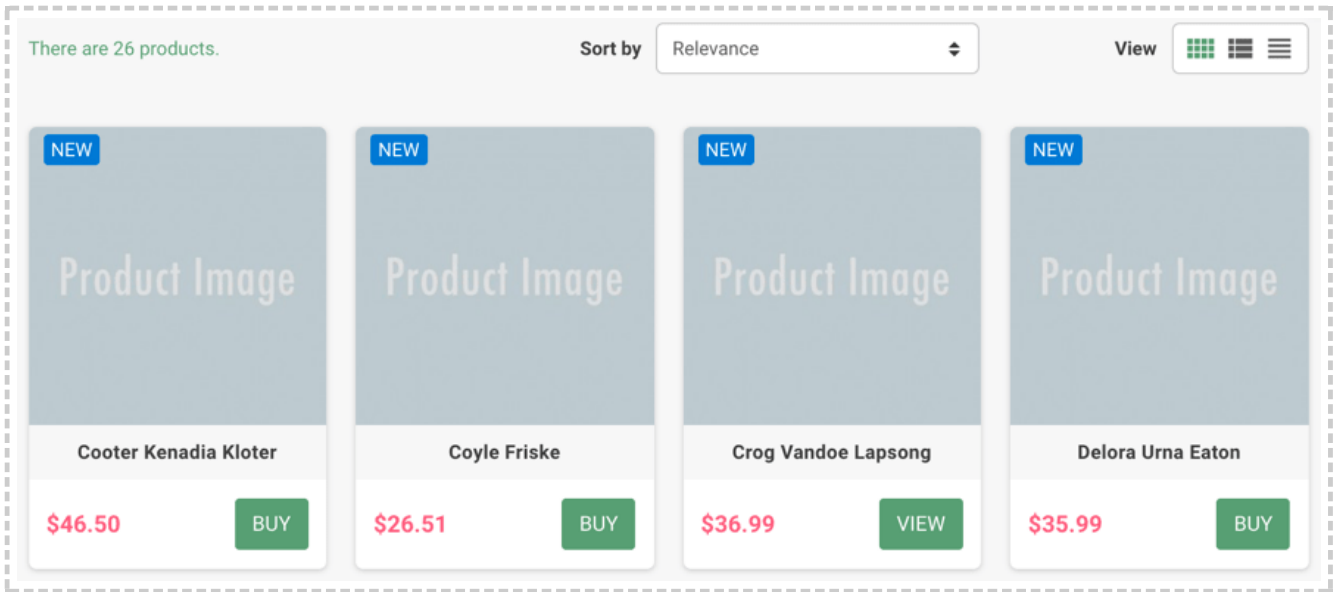 There are 26 products. Sort by Relevance View
NEW NEW NEW NEW
Product Image Product Image Product Image Product Image
Cooter Kenadia Kloter Coyle Friske Crog Vandoe Lapsong Delora Urna Eaton
$46.50 BUY $26.51 BUY $36.99 VIEW $35.99 BUY